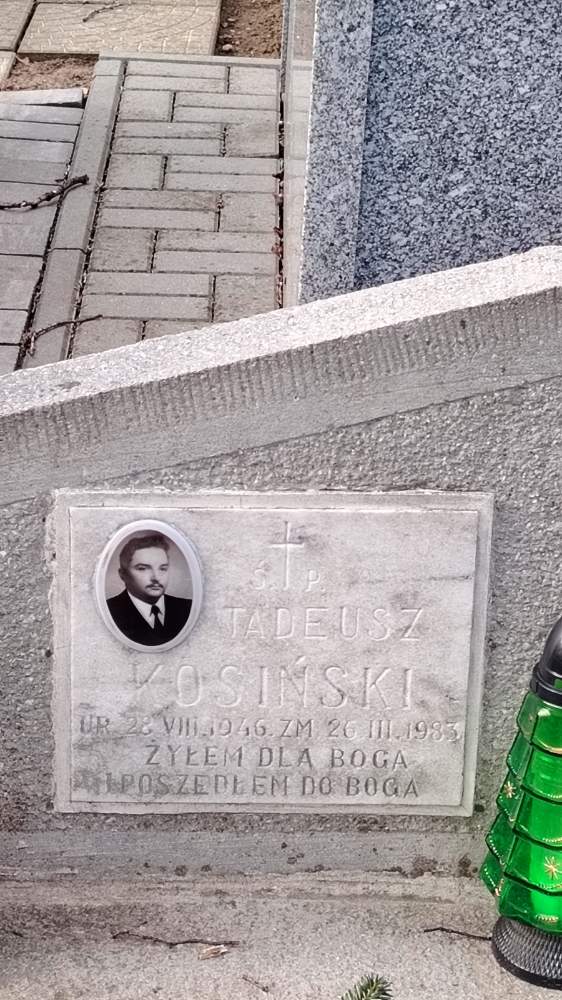 Ś. P.
TADEUSZ
KOSIŃSKI
UR. 28 VIII.1946. ZM 26 III.1983.
ŻYŁEM DLA BOGA
I POSZEDŁEM DO BOGA